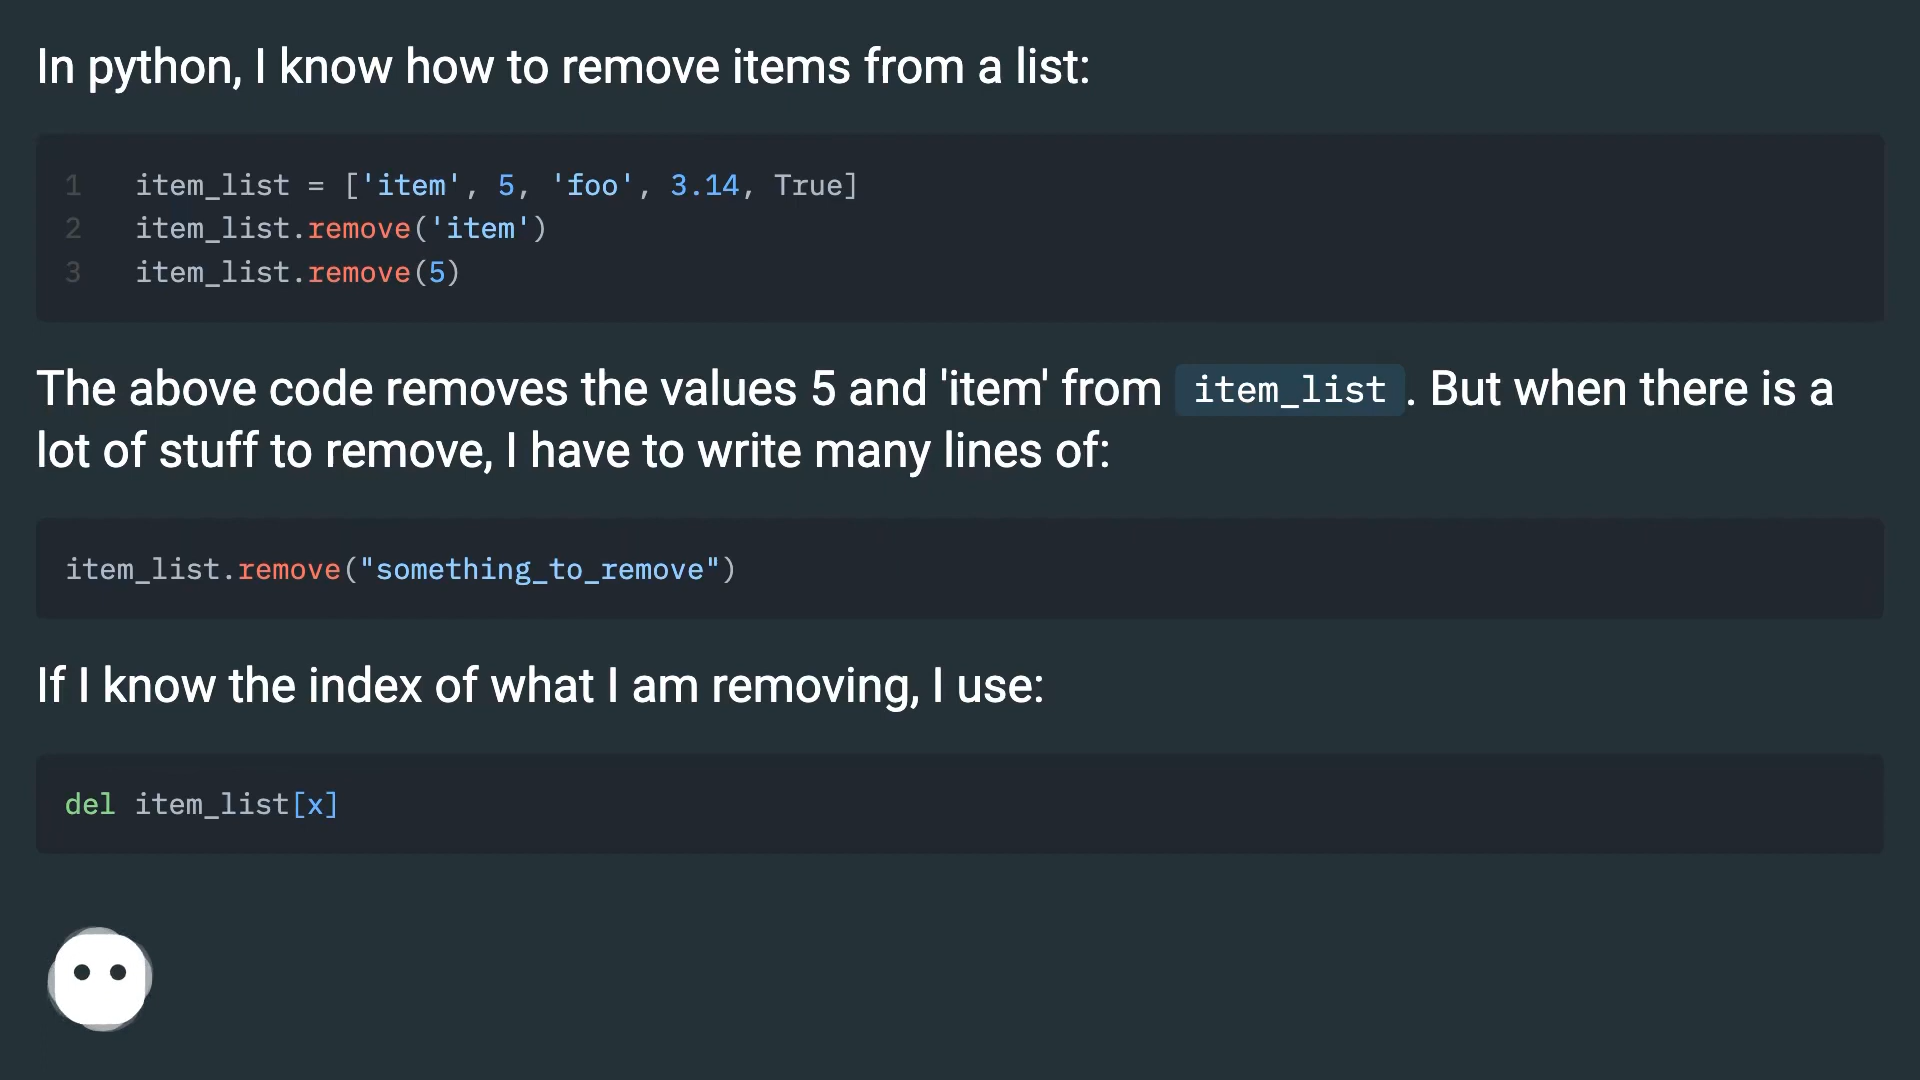 In python, I know how to remove items from a list:
1 item_list = ['item', 5, 'foo', 3.14, True]
2 item_list.remove('item')
3 item_list.remove(5)
The above code removes the values 5 and 'item' from item_list. But when there is a
lot of stuff to remove, I have to write many lines of:
item_list.remove("something_to_remove")
If I know the index of what I am removing, I use:
del item_list[x]